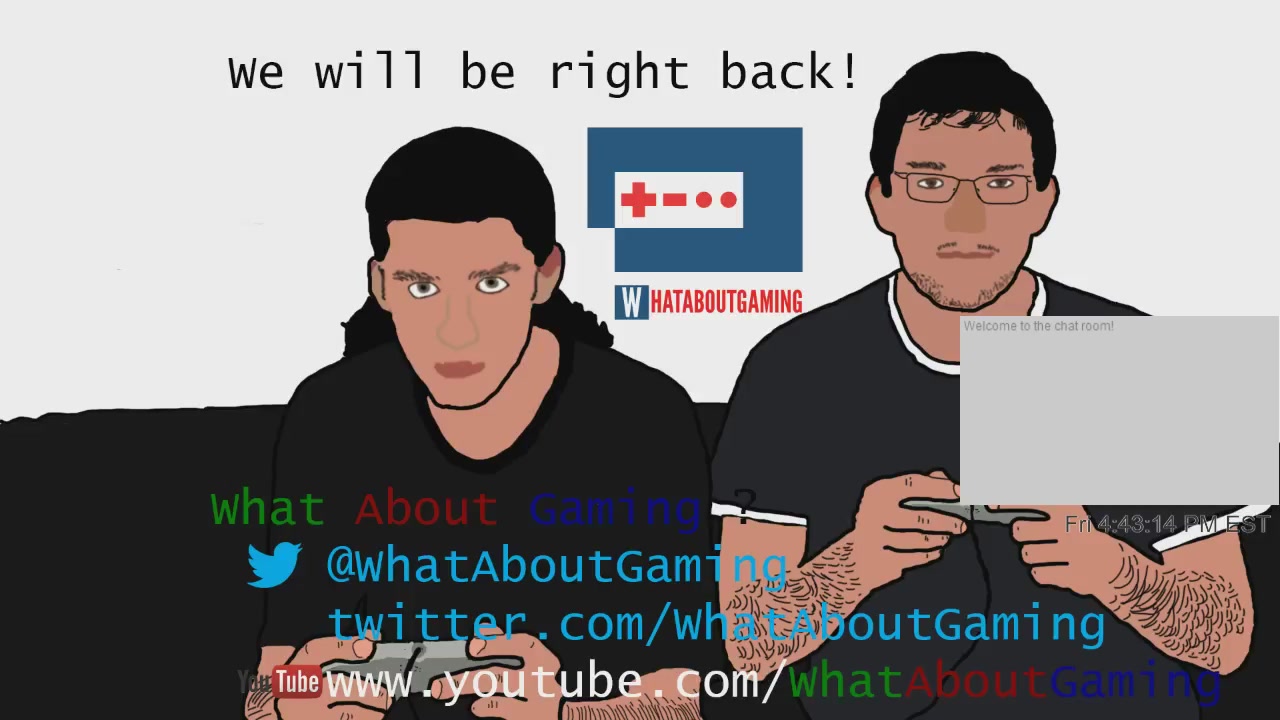 We will be right back!
WHATABOUTGAMING
Welcome to the chat room!
What About Gaming ?
Fri 4:43:14 PM EST
@WhatAboutGaming
twitter.com/WhatAboutGaming
YouTube www.youtube.com/WhatAboutGaming